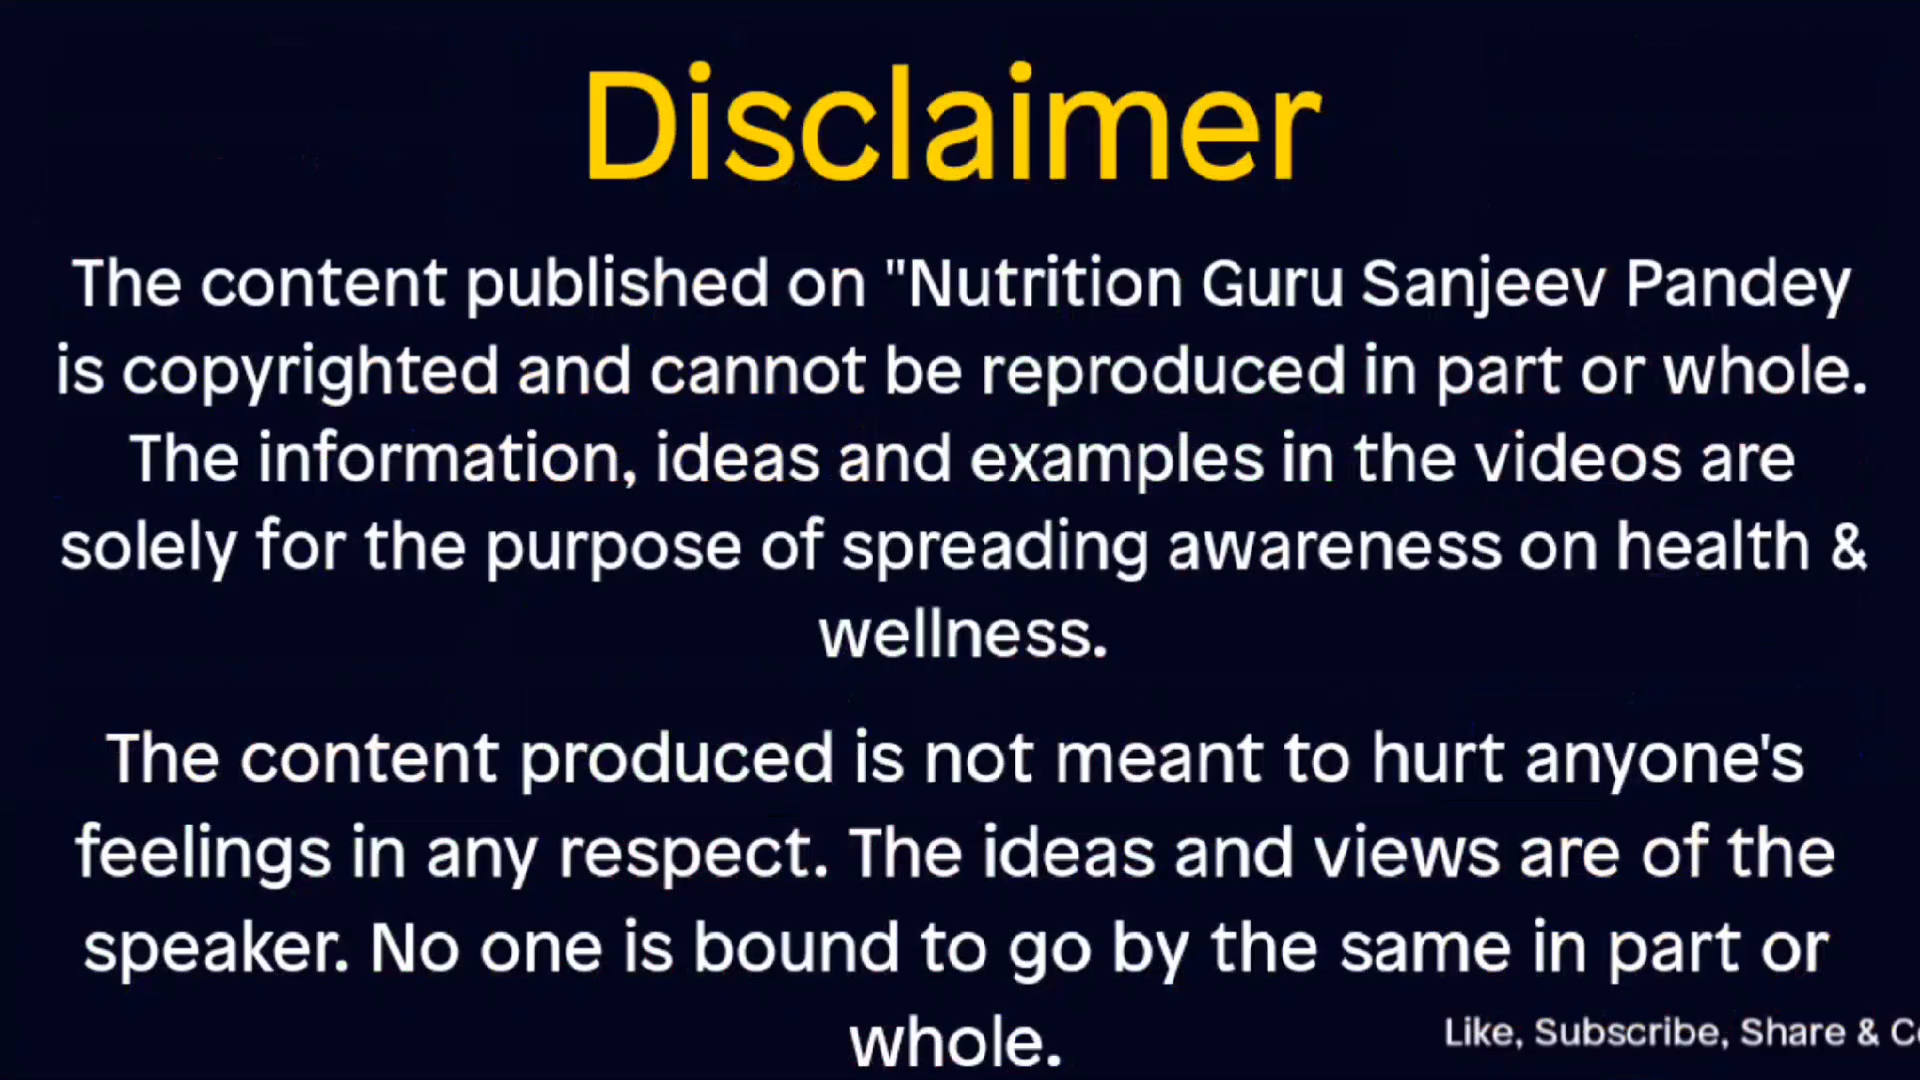 Disclaimer
The content published on "Nutrition Guru Sanjeev Pandey
is copyrighted and cannot be reproduced in part or whole.
The information, ideas and examples in the videos are
solely for the purpose of spreading awareness on health &
wellness.
The content produced is not meant to hurt anyone's
feelings in any respect. The ideas and views are of the
speaker. No one is bound to go by the same in part or
whole.
Like, Subscribe, Share &